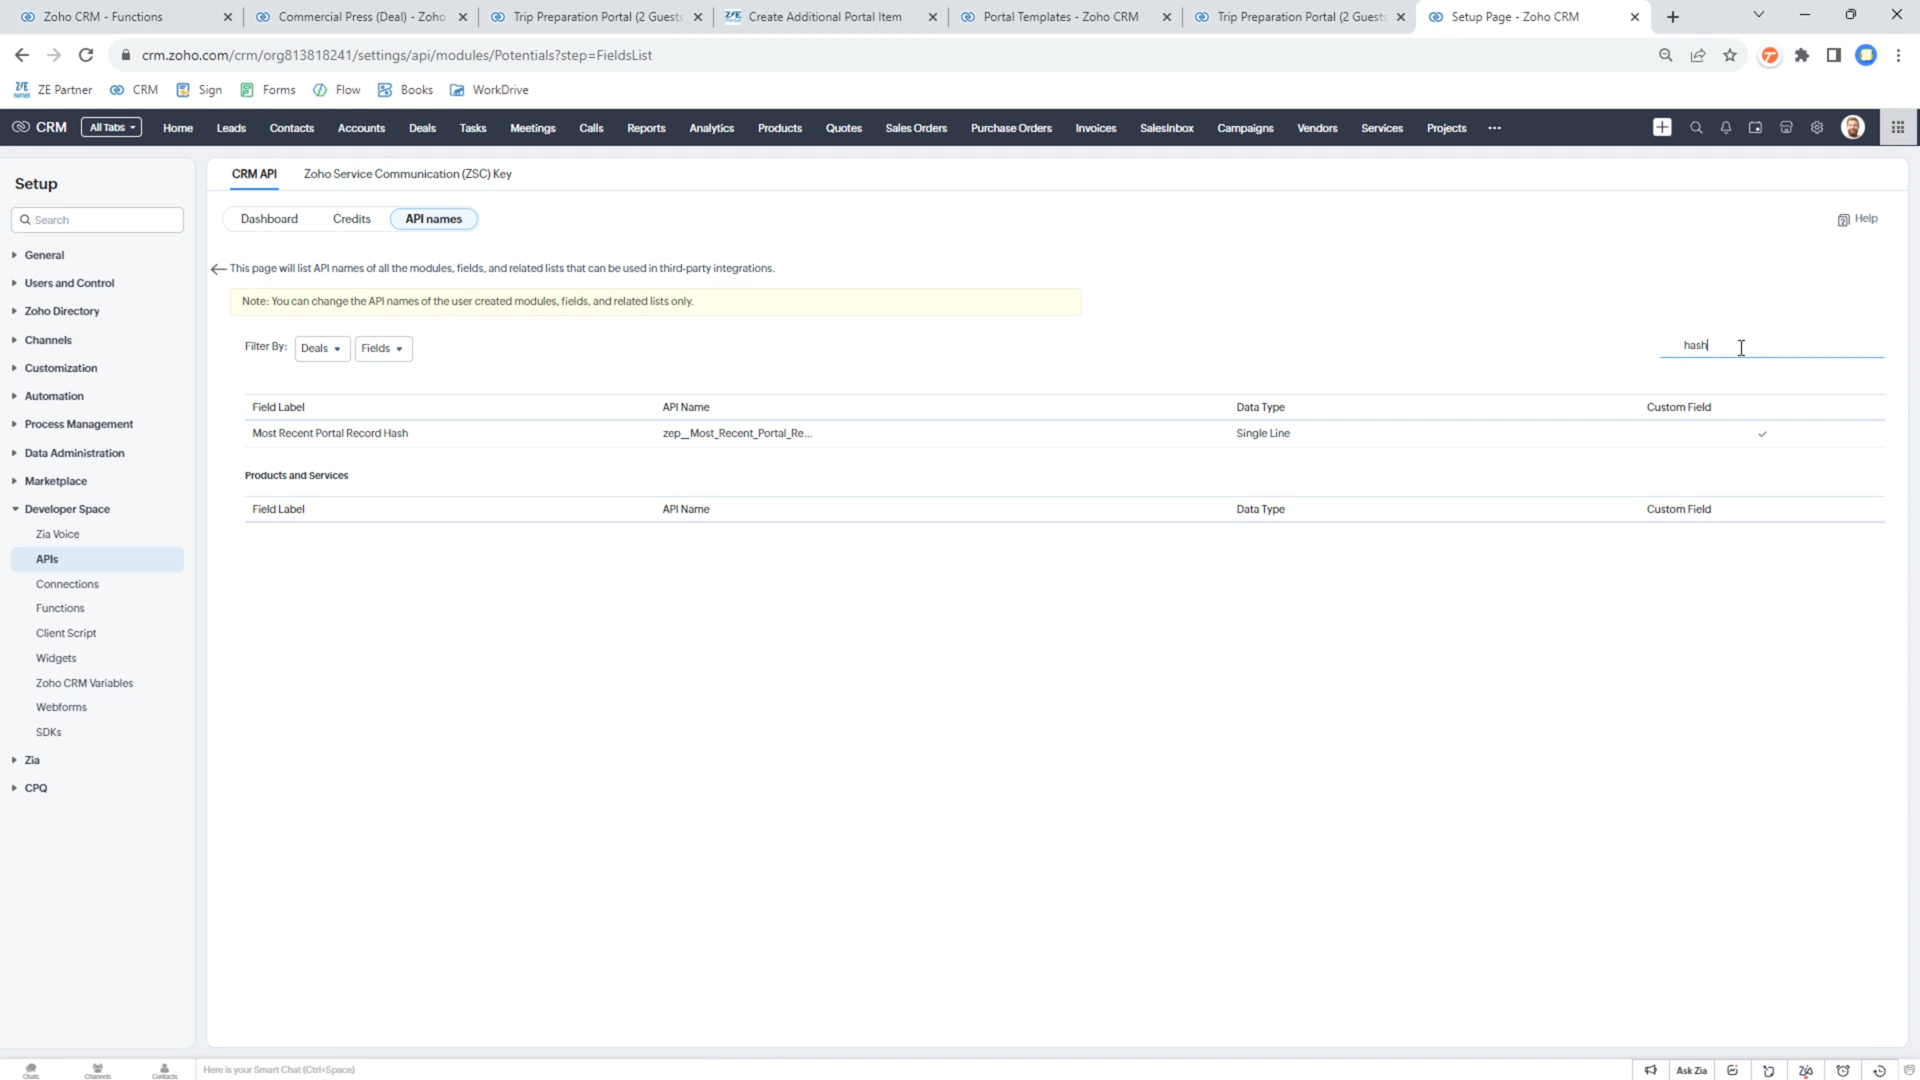 Zoho CRM - Functions
Commercial Press (Deal) - Zoho
Trip Preparation Portal (2 Guests
Create Additional Portal Item
Portal Templates - Zoho CRM
Trip Preparation Portal (2 Guests
Setup Page - Zoho CRM
crm.zoho.com/crm/org813818241/settings/api/modules/Potentials?step=FieldsList
ZE Partner CRM Sign Forms Flow Books WorkDrive
CRM All Tabs Home Leads Contacts Accounts Deals Tasks Meetings Calls Reports Analytics Products Quotes Sales Orders Purchase Orders Invoices SalesInbox Campaigns Vendors Services Projects ...
Setup
Search
General
Users and Control
Zoho Directory
Channels
Customization
Automation
Process Management
Data Administration
Marketplace
Developer Space
Zia Voice
APIs
Connections
Functions
Client Script
Widgets
Zoho CRM Variables
Webforms
SDKs
Zia
CPQ
CRM API Zoho Service Communication (ZSC) Key
Dashboard Credits API names
Help
This page will list API names of all the modules, fields, and related lists that can be used in third-party integrations.
Note: You can change the API names of the user created modules, fields, and related lists only.
Filter By: Deals Fields
hash
Field Label API Name Data Type Custom Field
Most Recent Portal Record Hash zep__Most_Recent_Portal_Re... Single Line
Products and Services
Field Label API Name Data Type Custom Field
Chats Channels Contacts
Here is your Smart Chat (Ctrl+Space)
Ask Zia